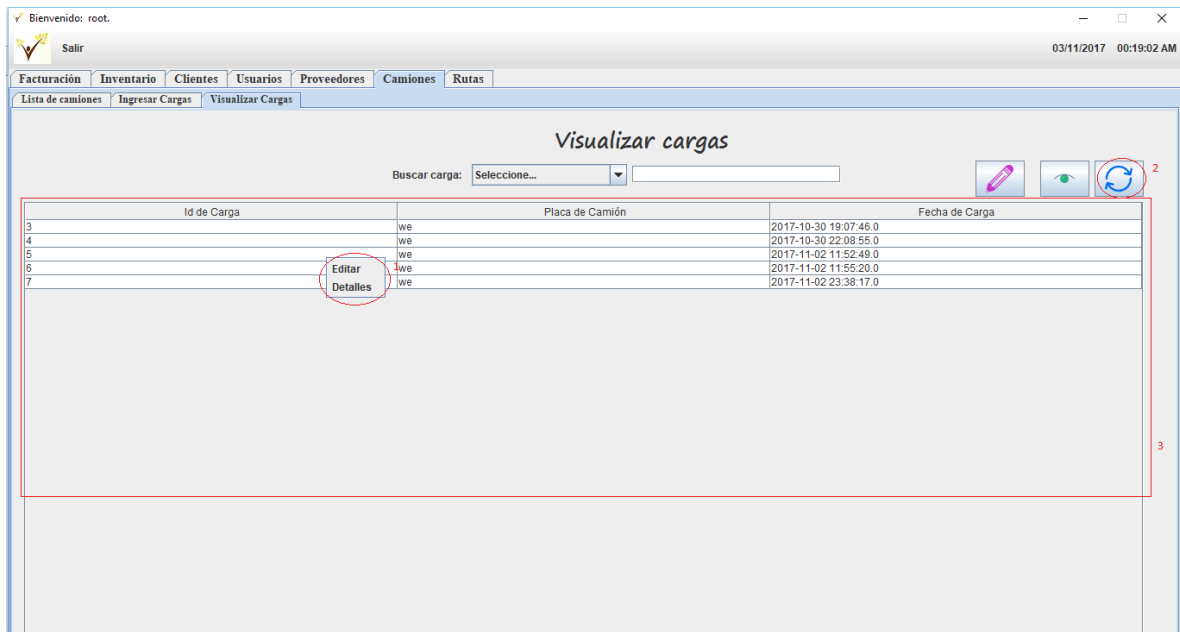 Bienvenido: root.
Salir
03/11/2017 00:19:02 AM
Facturación Inventario Clientes Usuarios Proveedores Camiones Rutas
Lista de camiones Ingresar Cargas Visualizar Cargas
Visualizar cargas
Buscar carga: Seleccione...
2
Id de Carga Placa de Camión Fecha de Carga
3 we 2017-10-30 19:07:46.0
4 we 2017-10-30 22:08:55.0
5 we 2017-11-02 11:52:49.0
6 we 2017-11-02 11:55:20.0
7 we 2017-11-02 23:38:17.0
Editar 1
Detalles
3